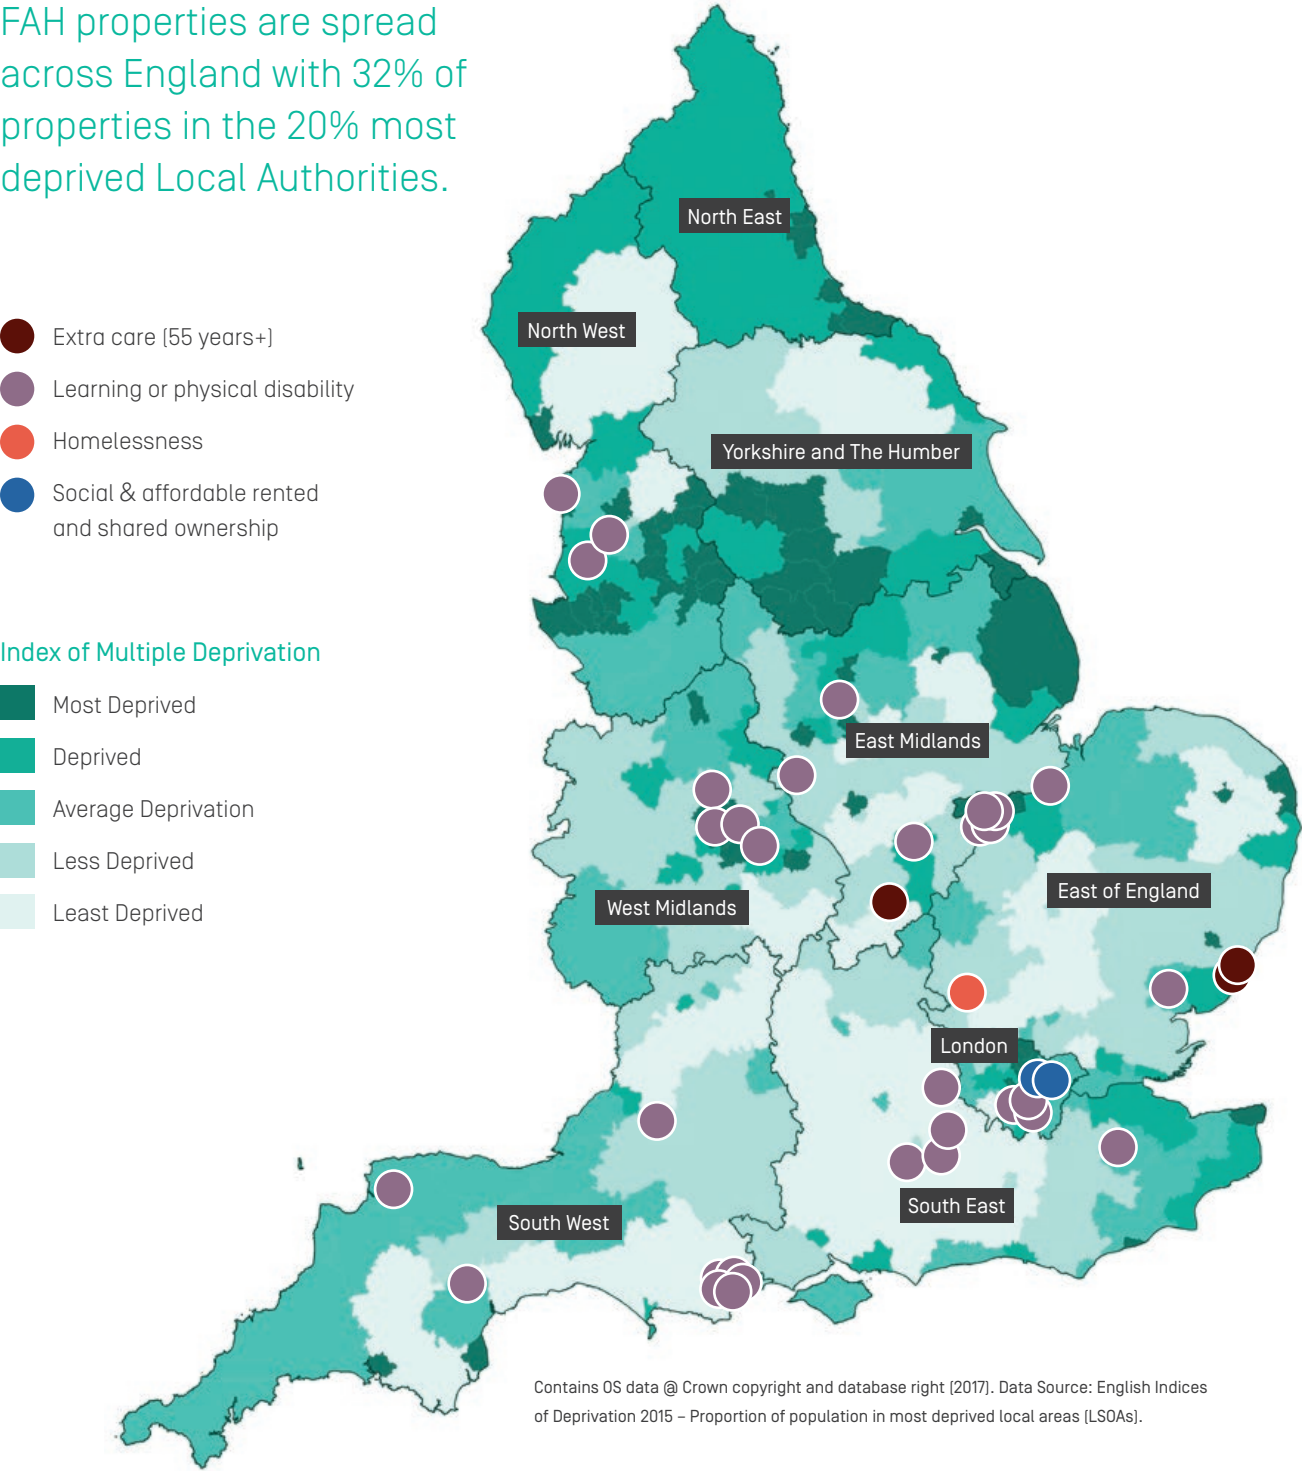 FAH properties are spread
across England with 32% of
properties in the 20% most
deprived Local Authorities.
Extra care (55 years+)
Learning or physical disability
Homelessness
Social & affordable rented
and shared ownership
Index of Multiple Deprivation
Most Deprived
Deprived
Average Deprivation
Less Deprived
Least Deprived
North East
North West
Yorkshire and The Humber
East Midlands
West Midlands
East of England
London
South East
South West
Contains OS data @ Crown copyright and database right (2017). Data Source: English Indices
of Deprivation 2015 – Proportion of population in most deprived local areas (LSOAs).